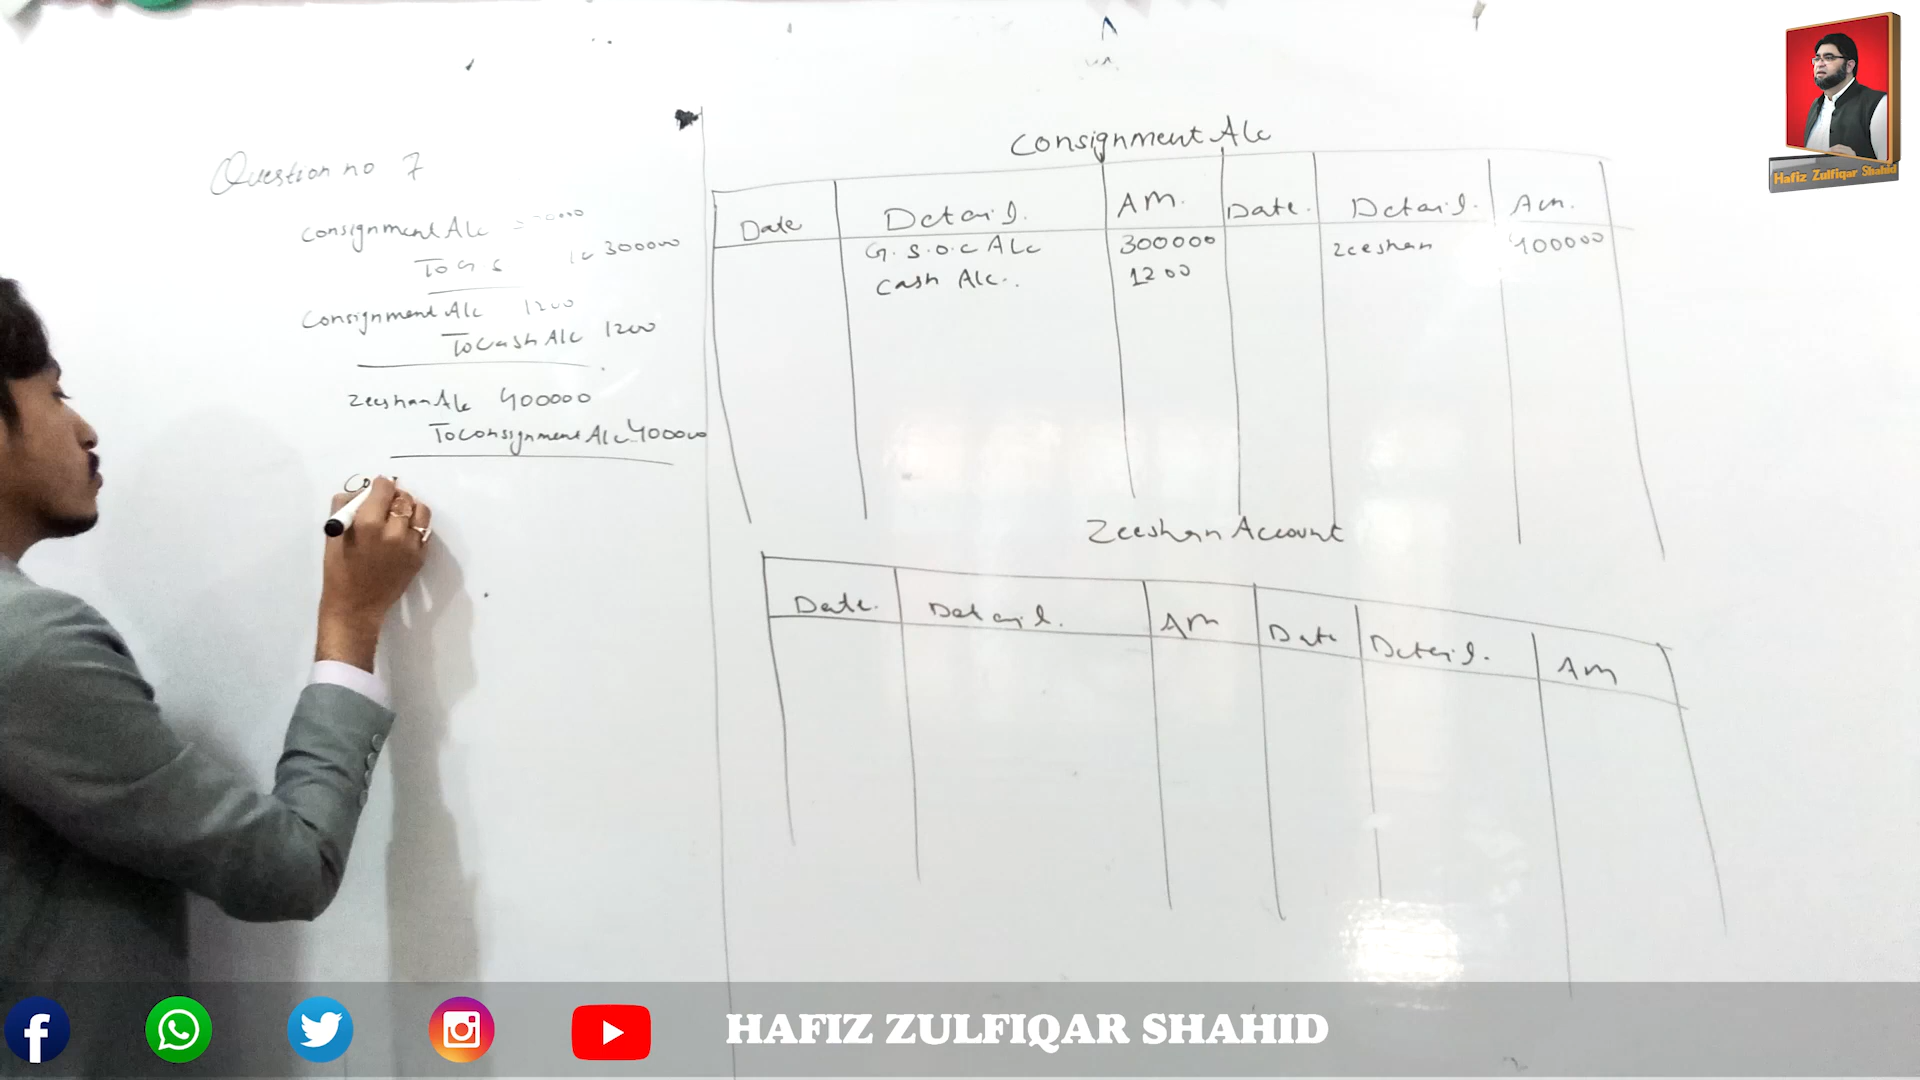 Question no 7
Consignment A/c
To G S 300000
Consignment A/c 1200
To Cash A/c 1200
Zeeshan A/c 400000
To Consignment A/c 400000
Co
Consignment A/c
Date Detail. AM. Date. Detail. Am.
G.S.O.C A/c 300000 Zeeshan 400000
Cash A/c.. 1200
Zeeshan Account
Date. Detail. AM Date Detail. AM
Hafiz Zulfiqar Shahid
HAFIZ ZULFIQAR SHAHID